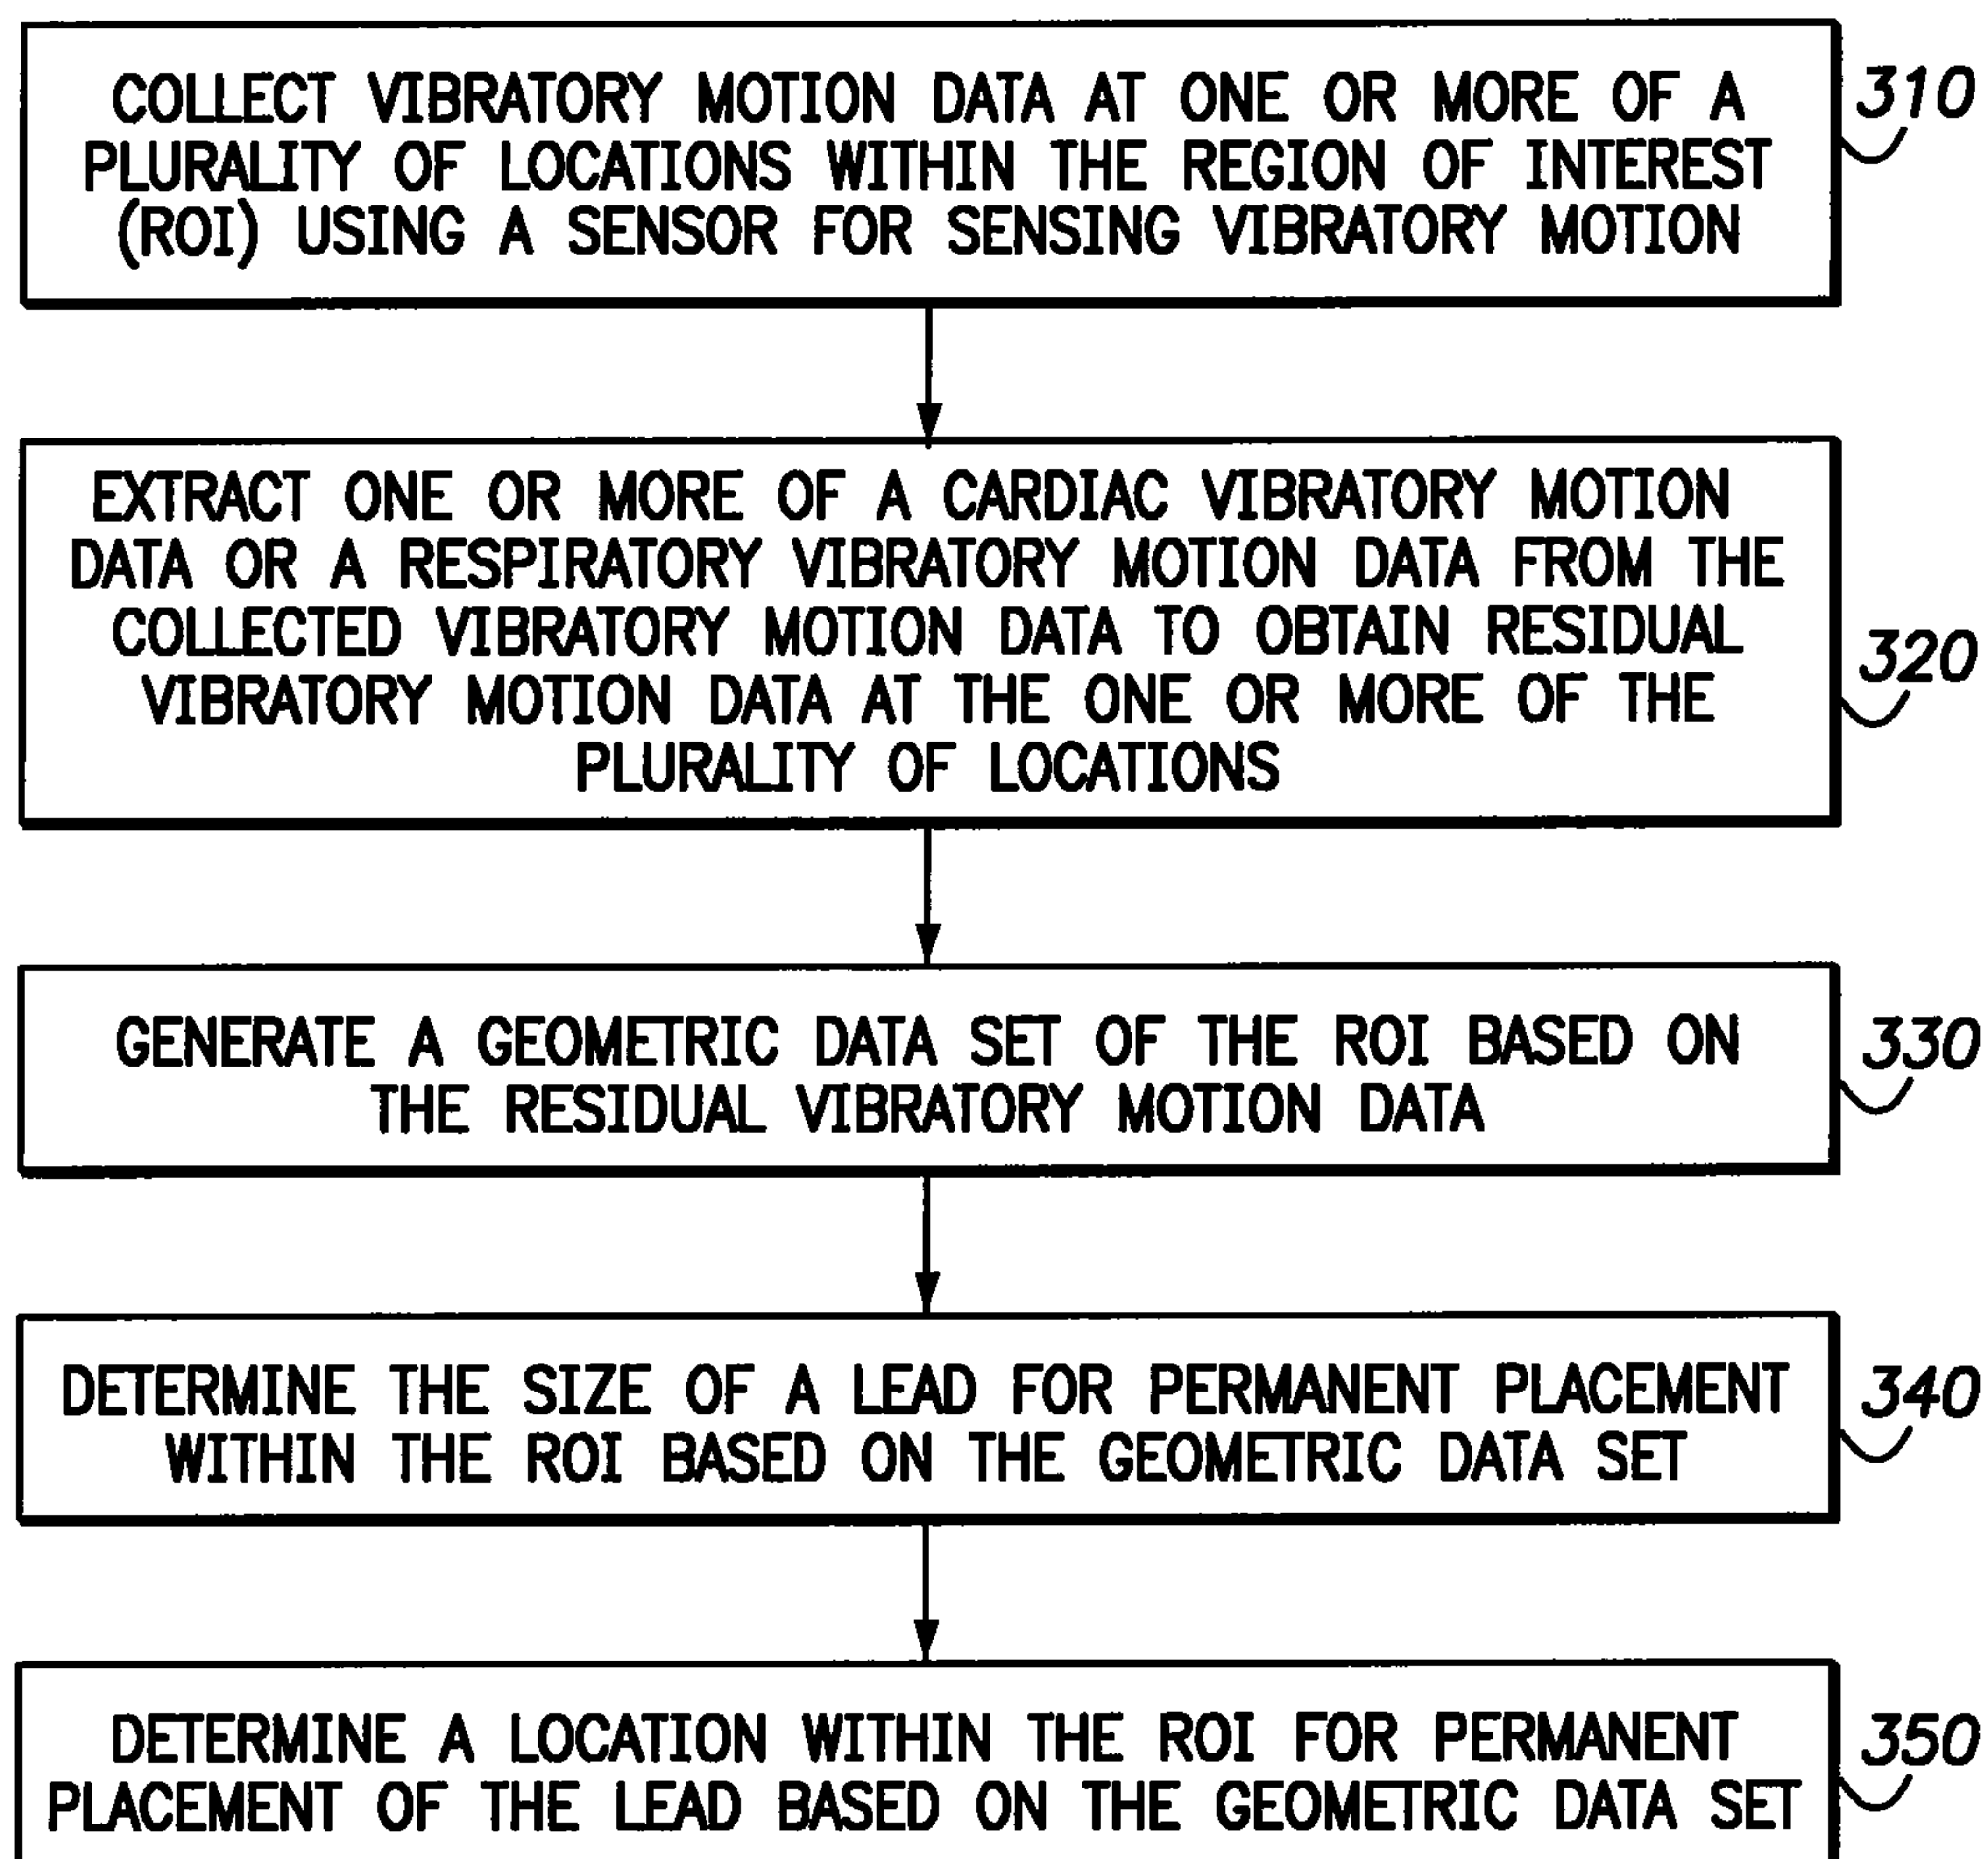 COLLECT VIBRATORY MOTION DATA AT ONE OR MORE OF A
PLURALITY OF LOCATIONS WITHIN THE REGION OF INTEREST
(ROI) USING A SENSOR FOR SENSING VIBRATORY MOTION
310
EXTRACT ONE OR MORE OF A CARDIAC VIBRATORY MOTION
DATA OR A RESPIRATORY VIBRATORY MOTION DATA FROM THE
COLLECTED VIBRATORY MOTION DATA TO OBTAIN RESIDUAL
VIBRATORY MOTION DATA AT THE ONE OR MORE OF THE
PLURALITY OF LOCATIONS
320
GENERATE A GEOMETRIC DATA SET OF THE ROI BASED ON
THE RESIDUAL VIBRATORY MOTION DATA
330
DETERMINE THE SIZE OF A LEAD FOR PERMANENT PLACEMENT
WITHIN THE ROI BASED ON THE GEOMETRIC DATA SET
340
DETERMINE A LOCATION WITHIN THE ROI FOR PERMANENT
PLACEMENT OF THE LEAD BASED ON THE GEOMETRIC DATA SET
350